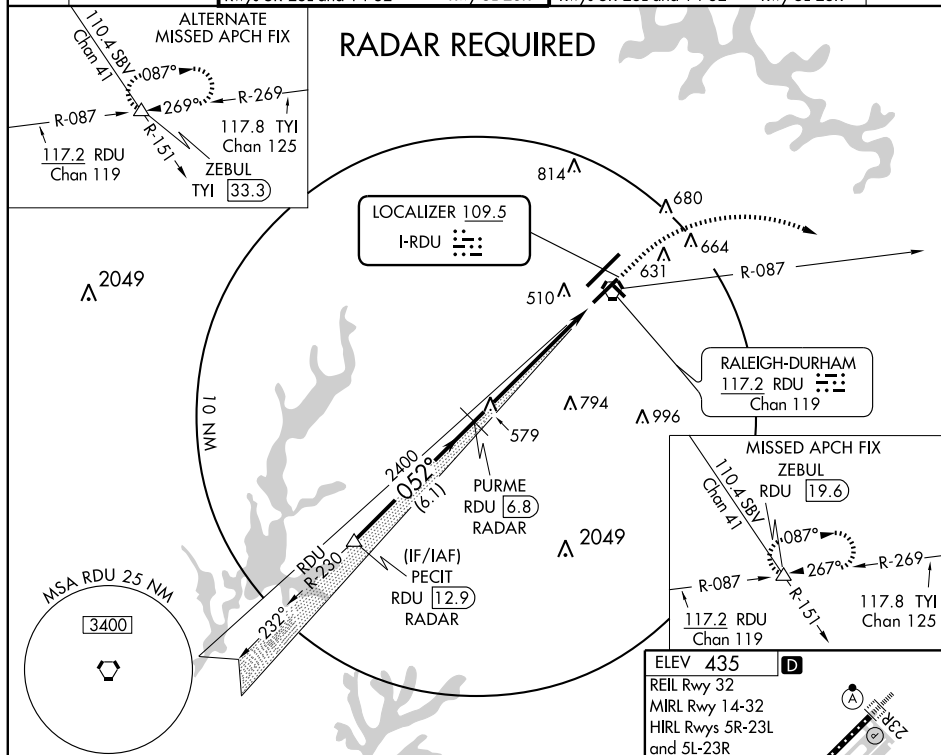 ALTERNATE
MISSED APCH FIX
110.4 SBV
Chan 41
087°
269°
R-087
R-269
117.2 RDU
Chan 119
R-151
117.8 TYI
Chan 125
ZEBUL
TYI 33.3
RADAR REQUIRED
LOCALIZER 109.5
I-RDU
814
680
664
631
510
2049
R-087
RALEIGH-DURHAM
117.2 RDU
Chan 119
794
996
579
10 NM
2400
052°
(6.1)
PURME
RDU 6.8
RADAR
2049
(IF/IAF)
PECIT
RDU 12.9
RADAR
RDU
R-230
232°
MSA RDU 25 NM
3400
MISSED APCH FIX
ZEBUL
RDU 19.6
110.4 SBV
Chan 41
087°
267°
R-087
R-269
117.2 RDU
Chan 119
R-151
117.8 TYI
Chan 125
ELEV 435
D
REIL Rwy 32
MIRL Rwy 14-32
HIRL Rwys 5R-23L
and 5L-23R
A
23R
P